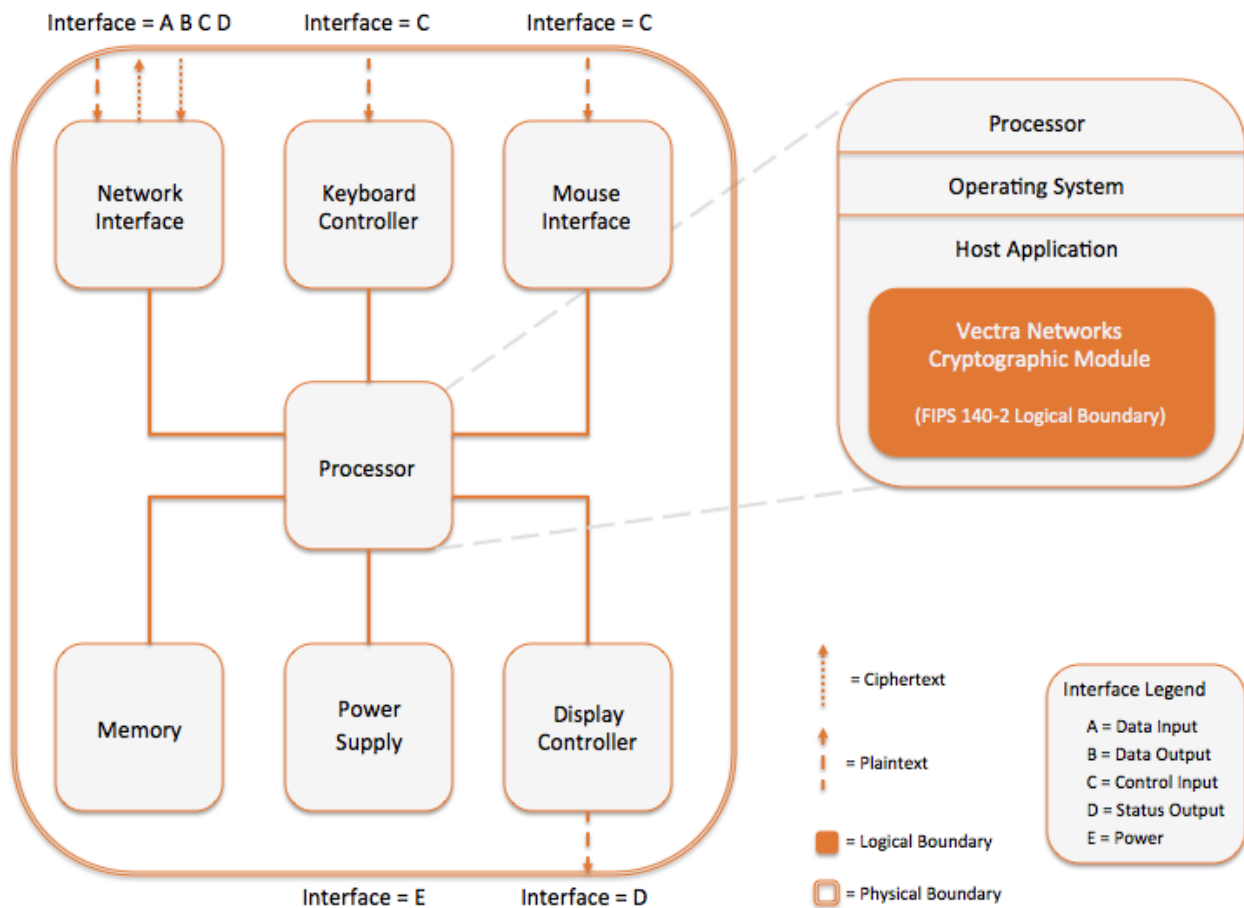 Interface = A B C D
Interface = C
Interface = C
Network
Interface
Keyboard
Controller
Mouse
Interface
Processor
Memory
Power
Supply
Display
Controller
Interface = E
Interface = D
Processor
Operating System
Host Application
Vectra Networks
Cryptographic Module
(FIPS 140-2 Logical Boundary)
= Ciphertext
= Plaintext
= Logical Boundary
= Physical Boundary
Interface Legend
A = Data Input
B = Data Output
C = Control Input
D = Status Output
E = Power